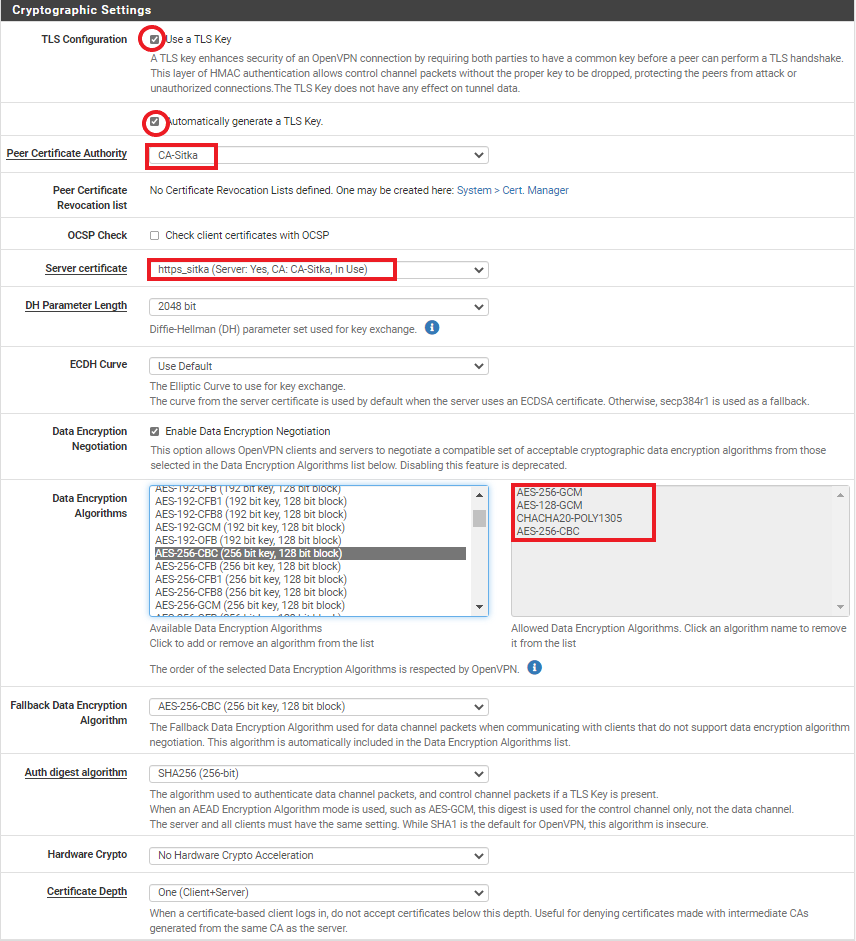 Cryptographic Settings
TLS Configuration
Use a TLS Key
A TLS key enhances security of an OpenVPN connection by requiring both parties to have a common key before a peer can perform a TLS handshake.
This layer of HMAC authentication allows control channel packets without the proper key to be dropped, protecting the peers from attack or
unauthorized connections.The TLS Key does not have any effect on tunnel data.
Automatically generate a TLS Key.
Peer Certificate Authority
CA-Sitka
Peer Certificate
Revocation list
No Certificate Revocation Lists defined. One may be created here: System > Cert. Manager
OCSP Check
Check client certificates with OCSP
Server certificate
https_sitka (Server: Yes, CA: CA-Sitka, In Use)
DH Parameter Length
2048 bit
Diffie-Hellman (DH) parameter set used for key exchange.
ECDH Curve
Use Default
The Elliptic Curve to use for key exchange.
The curve from the server certificate is used by default when the server uses an ECDSA certificate. Otherwise, secp384r1 is used as a fallback.
Data Encryption
Negotiation
Enable Data Encryption Negotiation
This option allows OpenVPN clients and servers to negotiate a compatible set of acceptable cryptographic data encryption algorithms from those
selected in the Data Encryption Algorithms list below. Disabling this feature is deprecated.
Data Encryption
Algorithms
AES-192-CFB (192 bit key, 128 bit block)
AES-192-CFB1 (192 bit key, 128 bit block)
AES-192-CFB8 (192 bit key, 128 bit block)
AES-192-GCM (192 bit key, 128 bit block)
AES-192-OFB (192 bit key, 128 bit block)
AES-256-CBC (256 bit key, 128 bit block)
AES-256-CFB (256 bit key, 128 bit block)
AES-256-CFB1 (256 bit key, 128 bit block)
AES-256-CFB8 (256 bit key, 128 bit block)
AES-256-GCM (256 bit key, 128 bit block)
AES-256-GCM
AES-128-GCM
CHACHA20-POLY1305
AES-256-CBC
Available Data Encryption Algorithms
Click to add or remove an algorithm from the list
Allowed Data Encryption Algorithms. Click an algorithm name to remove
it from the list
The order of the selected Data Encryption Algorithms is respected by OpenVPN.
Fallback Data Encryption
Algorithm
AES-256-CBC (256 bit key, 128 bit block)
The Fallback Data Encryption Algorithm used for data channel packets when communicating with clients that do not support data encryption algorithm
negotiation. This algorithm is automatically included in the Data Encryption Algorithms list.
Auth digest algorithm
SHA256 (256-bit)
The algorithm used to authenticate data channel packets, and control channel packets if a TLS Key is present.
When an AEAD Encryption Algorithm mode is used, such as AES-GCM, this digest is used for the control channel only, not the data channel.
The server and all clients must have the same setting. While SHA1 is the default for OpenVPN, this algorithm is insecure.
Hardware Crypto
No Hardware Crypto Acceleration
Certificate Depth
One (Client+Server)
When a certificate-based client logs in, do not accept certificates below this depth. Useful for denying certificates made with intermediate CAs
generated from the same CA as the server.